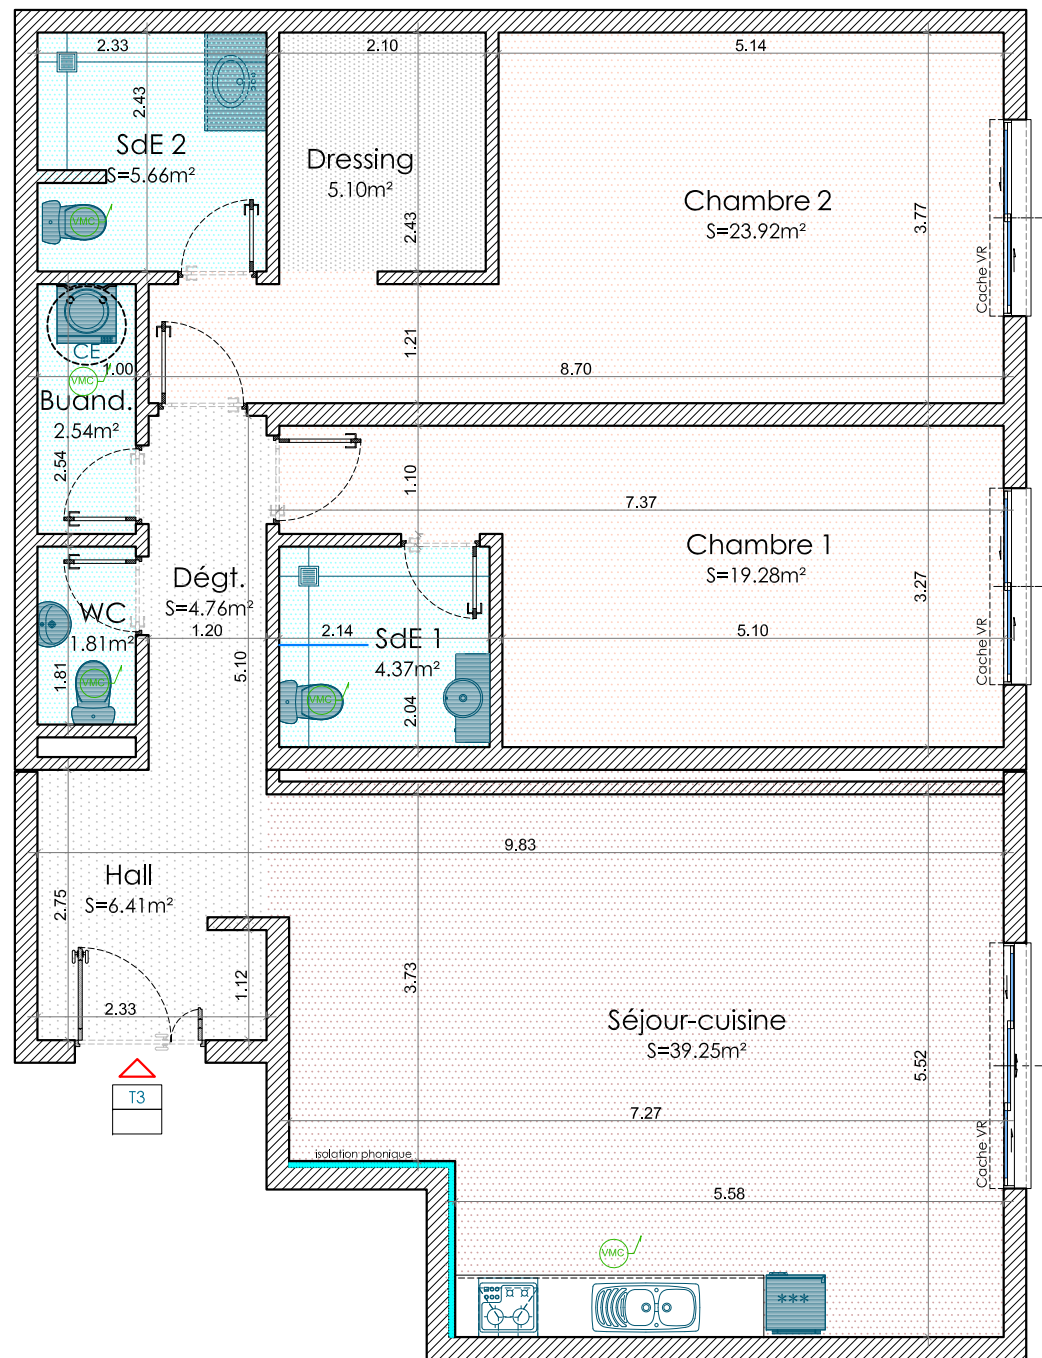 2.33
2.10
5.14
2.43
SdE 2
S=5.66m²
Dressing
5.10m²
Chambre 2
S=23.92m²
VMC
2.43
3.77
Cache VR
CE
1.00
VMC
1.21
8.70
Buand.
2.54m²
2.54
1.10
7.37
Chambre 1
S=19.28m²
3.27
Dégt.
S=4.76m²
WC
1.81m²
1.20
2.14
SdE 1
4.37m²
5.10
5.10
Cache VR
1.81
VMC
VMC
2.04
9.83
Hall
S=6.41m²
2.75
1.12
3.73
2.33
Séjour-cuisine
S=39.25m²
5.52
T3
7.27
isolation phonique
Cache VR
5.58
VMC
***